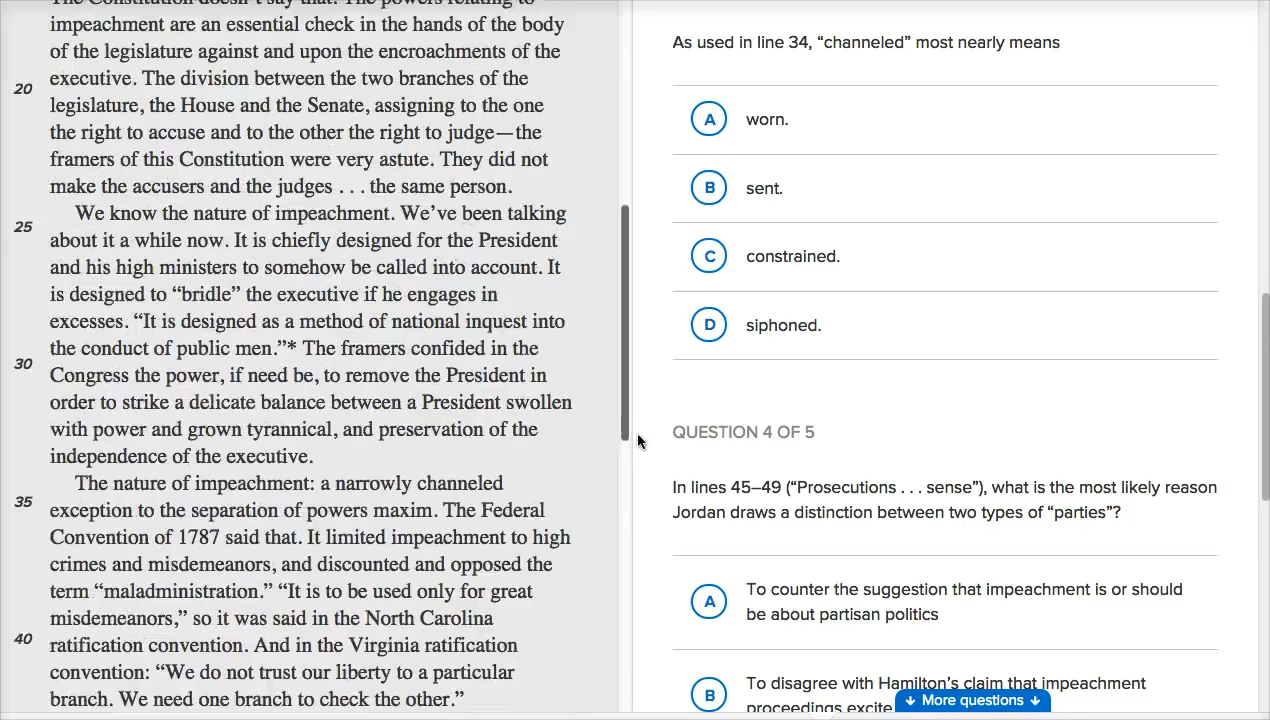 The Constitution doesn't say that. The powers relating to
impeachment are an essential check in the hands of the body
of the legislature against and upon the encroachments of the
20 executive. The division between the two branches of the
legislature, the House and the Senate, assigning to the one
the right to accuse and to the other the right to judge—the
framers of this Constitution were very astute. They did not
make the accusers and the judges . . . the same person.
We know the nature of impeachment. We've been talking
25 about it a while now. It is chiefly designed for the President
and his high ministers to somehow be called into account. It
is designed to “bridle” the executive if he engages in
excesses. “It is designed as a method of national inquest into
the conduct of public men.”* The framers confided in the
30 Congress the power, if need be, to remove the President in
order to strike a delicate balance between a President swollen
with power and grown tyrannical, and preservation of the
independence of the executive.
The nature of impeachment: a narrowly channeled
35 exception to the separation of powers maxim. The Federal
Convention of 1787 said that. It limited impeachment to high
crimes and misdemeanors, and discounted and opposed the
term “maladministration.” “It is to be used only for great
misdemeanors,” so it was said in the North Carolina
40 ratification convention. And in the Virginia ratification
convention: “We do not trust our liberty to a particular
branch. We need one branch to check the other.”
As used in line 34, “channeled” most nearly means
A worn.
B sent.
C constrained.
D siphoned.
QUESTION 4 OF 5
In lines 45–49 (“Prosecutions . . . sense”), what is the most likely reason
Jordan draws a distinction between two types of “parties”?
A To counter the suggestion that impeachment is or should
be about partisan politics
B To disagree with Hamilton's claim that impeachment
proceedings excite
↓ More questions ↓